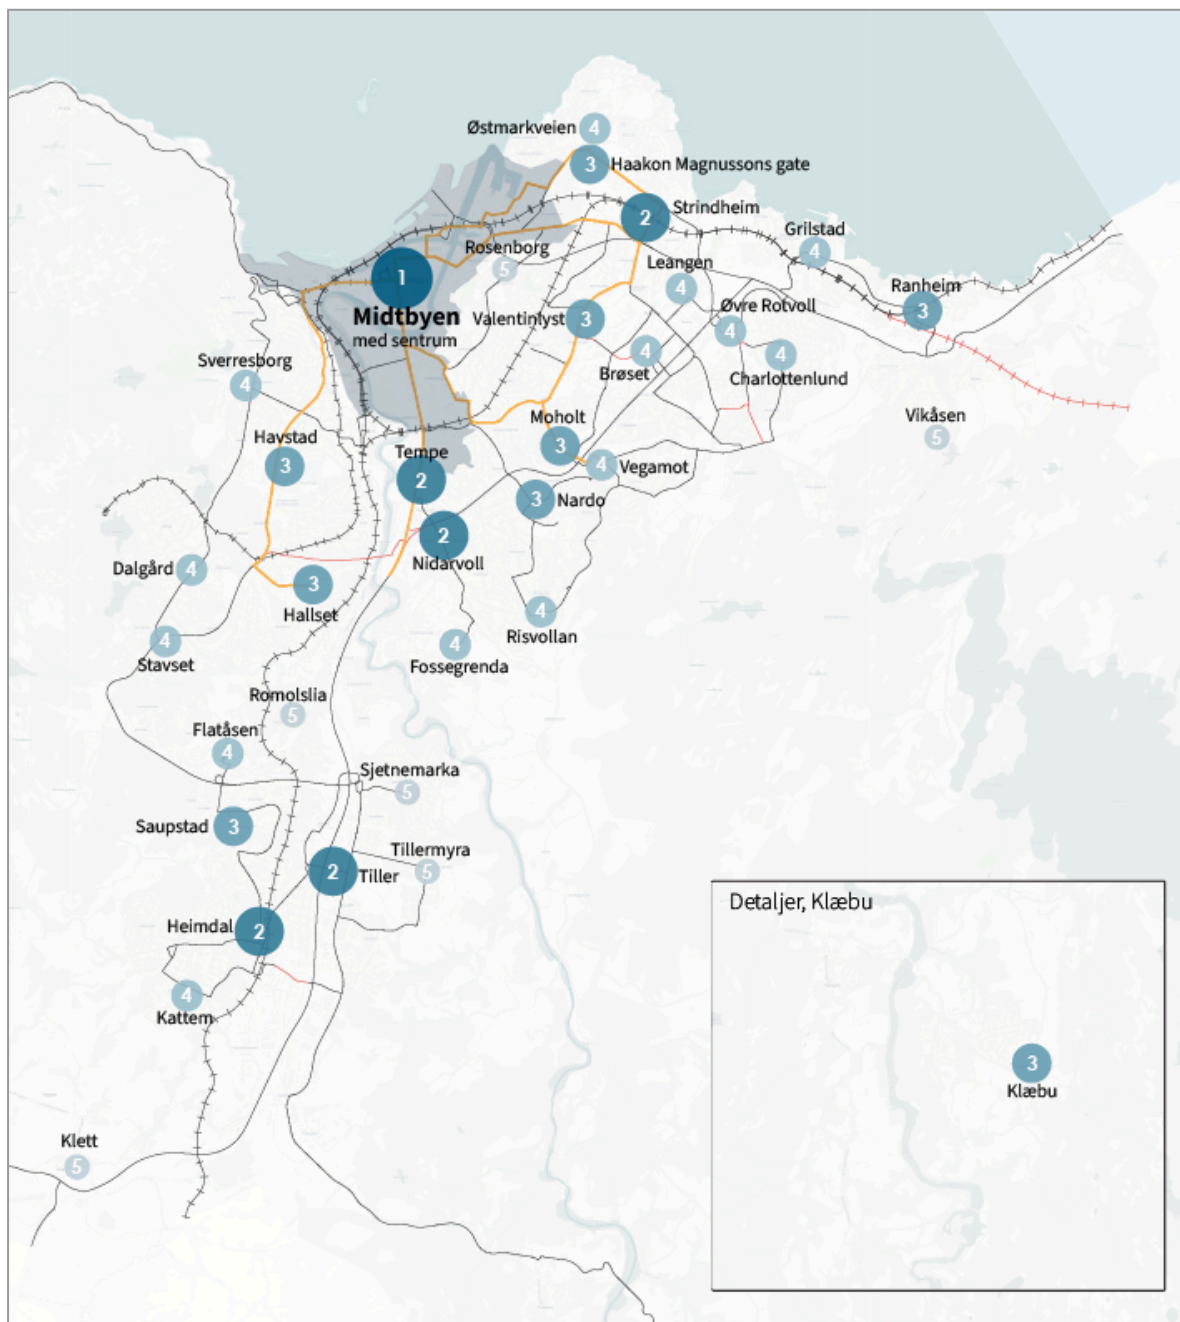 Østmarkveien 4
3 Haakon Magnussons gate
2 Strindheim
Grilstad
4
Rosenborg
5
Leangen
4
1
Midtbyen
med sentrum
Ranheim
3
Valentinlyst 3
Øvre Rotvoll
4
Brøset
4
4
Charlottenlund
Sverresborg
4
Vikåsen
5
Havstad
3
Moholt
3
Tempe
2
4 Vegamot
3 Nardo
2
Nidarvoll
Dalgård 4
3
Hallset
4
Risvollan
4
Stavset
4
Fossegrenda
Romolslia
5
Flatåsen
4
Sjetnemarka
5
Saupstad 3
Tillermyra
5
2 Tiller
Heimdal 2
4
Kattem
Detaljer, Klæbu
3
Klæbu
Klett
5